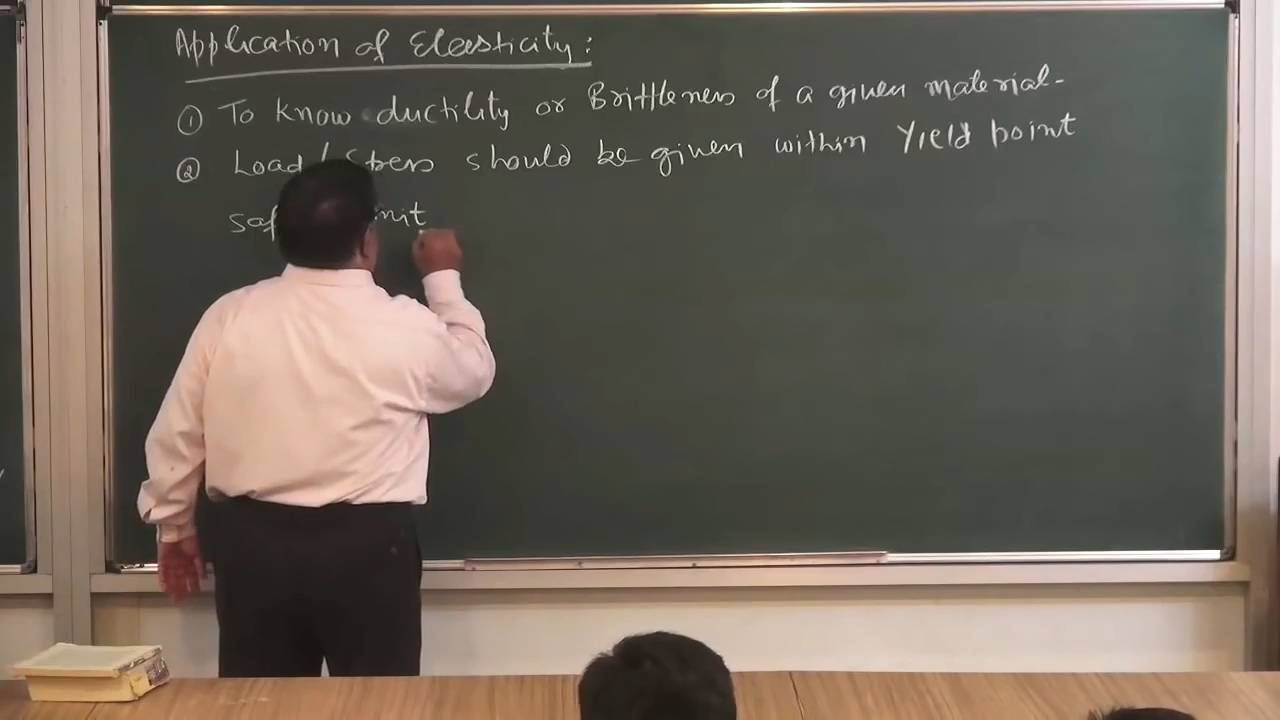 Application of Elasticity:
① To know ductility or Brittleness of a given material-
② Load / Stress should be given within Yield point